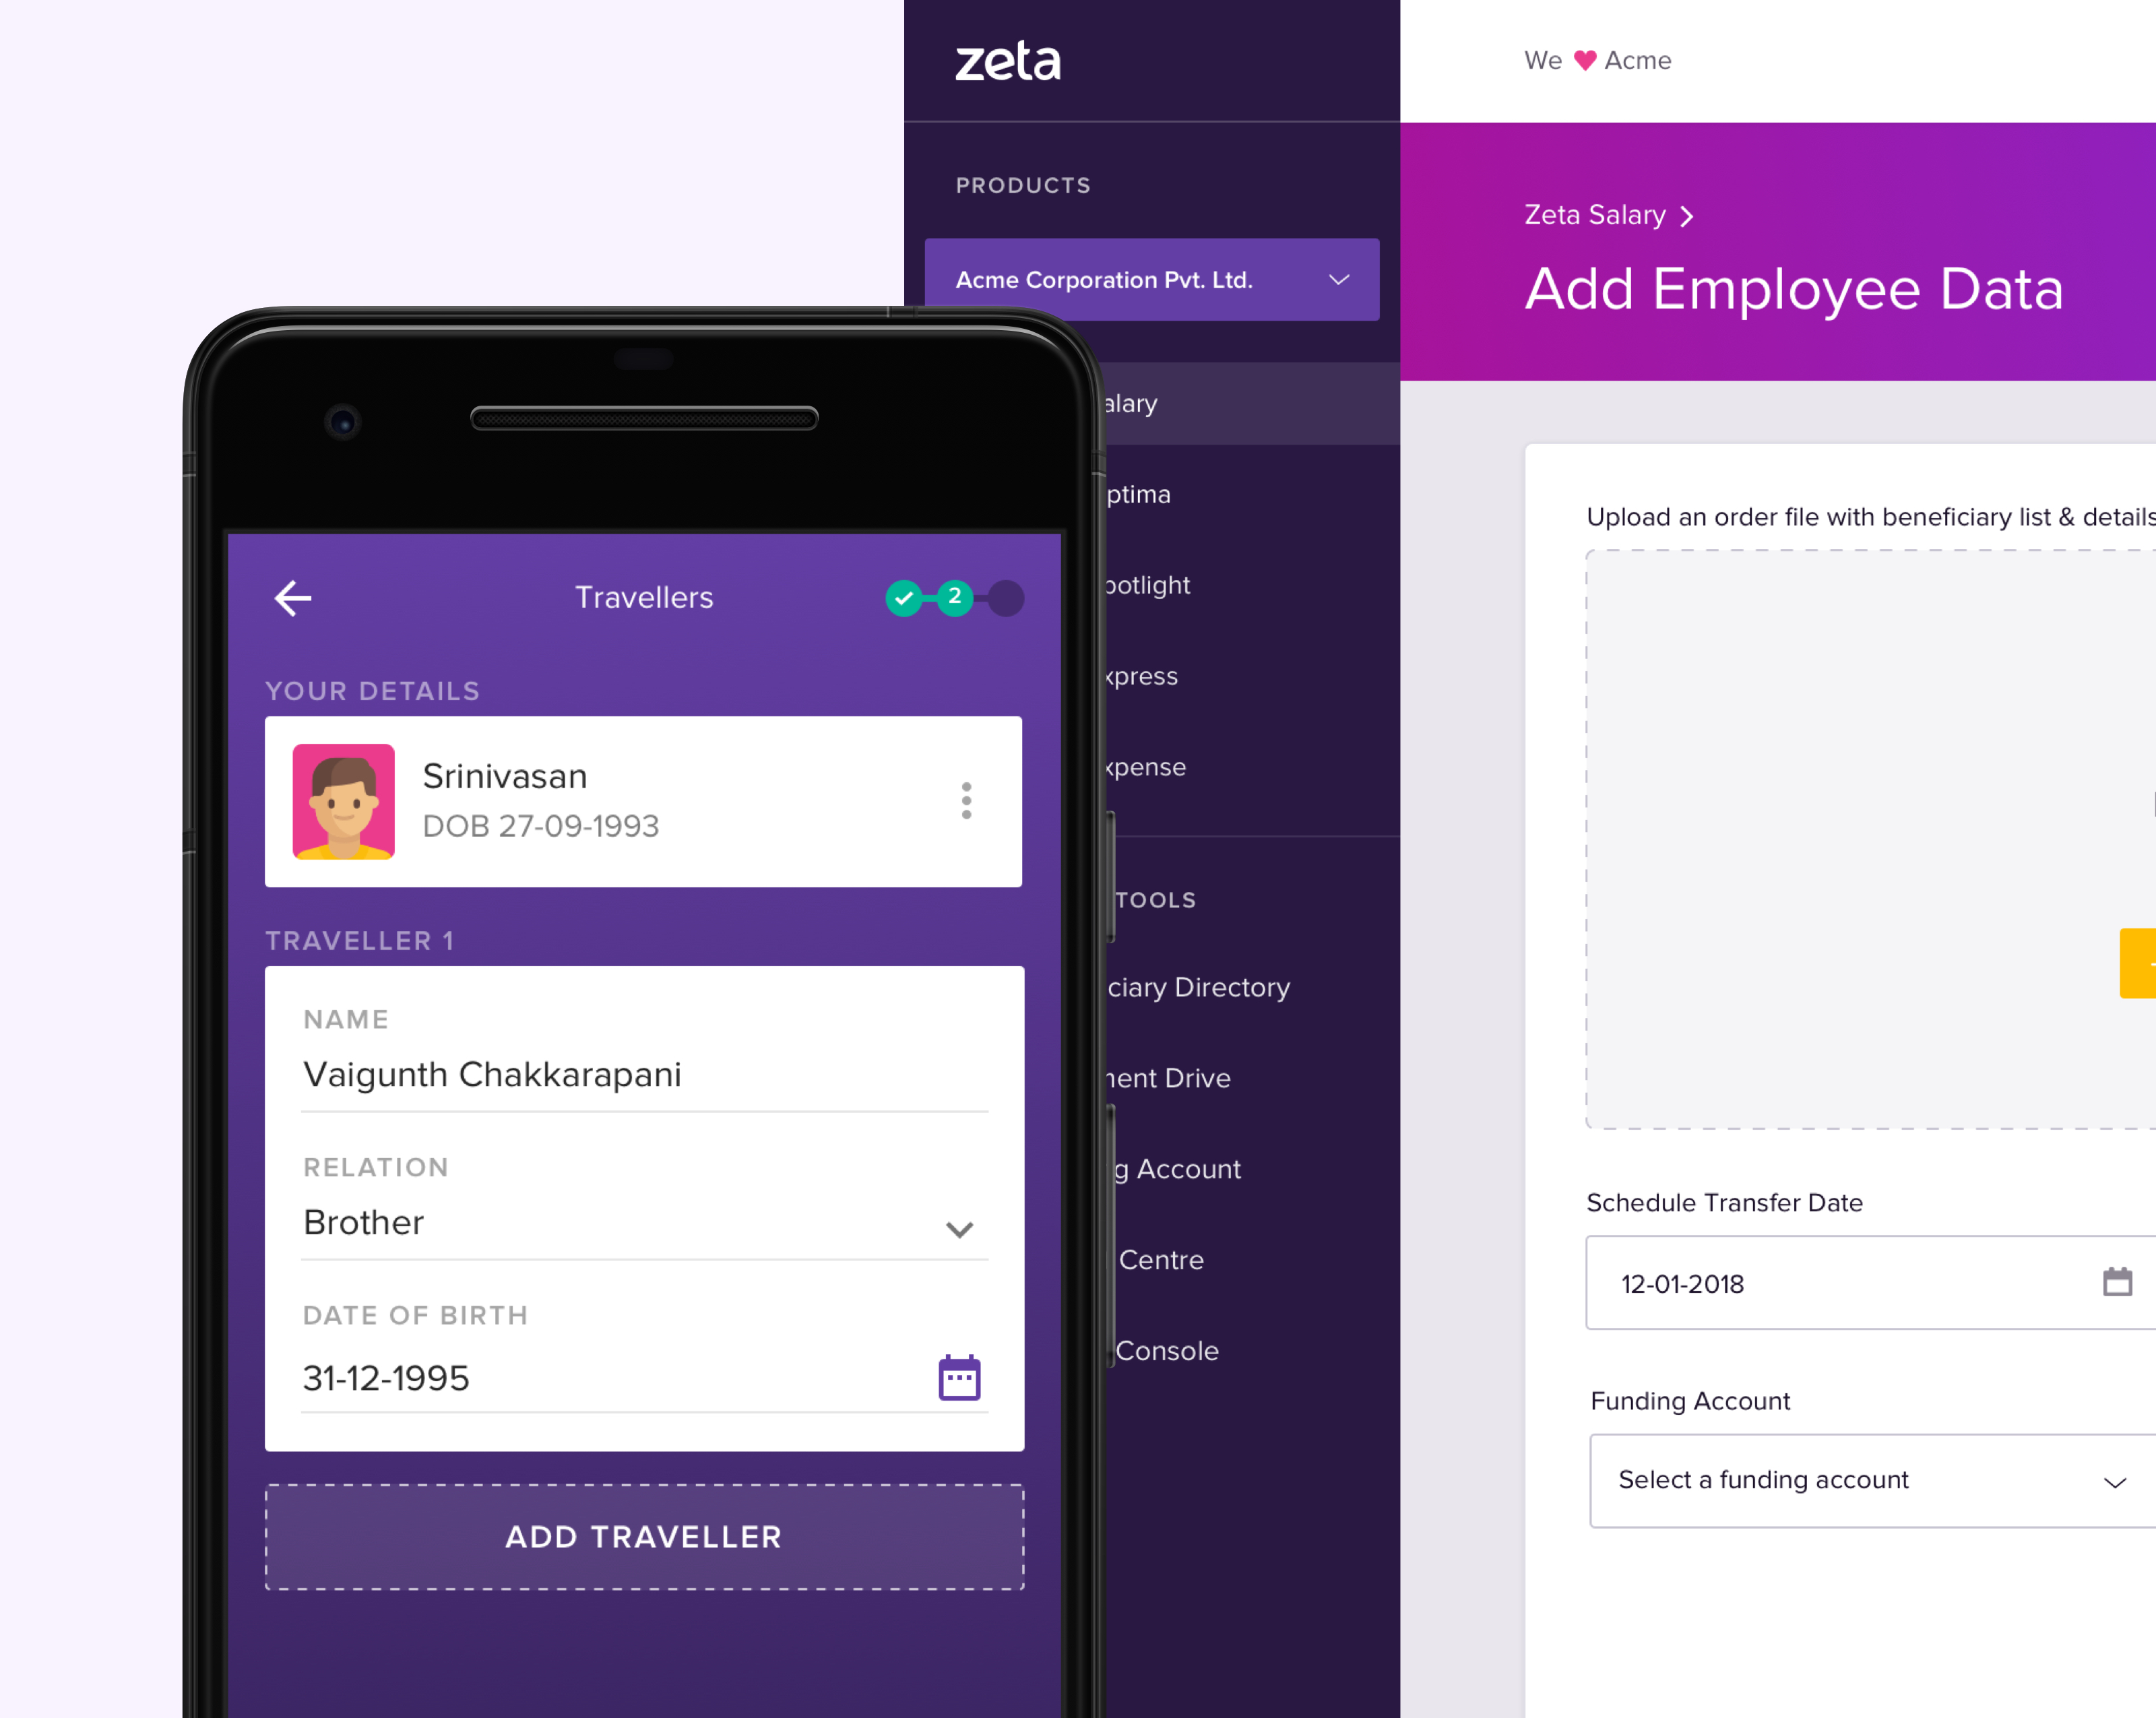 zeta
PRODUCTS
Acme Corporation Pvt. Ltd.
alary
ptima
potlight
xpress
xpense
TOOLS
ciary Directory
nent Drive
g Account
Centre
Console
We ♥ Acme
Zeta Salary >
Add Employee Data
Upload an order file with beneficiary list & details
Schedule Transfer Date
12-01-2018
Funding Account
Select a funding account
Travellers
2
YOUR DETAILS
Srinivasan
DOB 27-09-1993
TRAVELLER 1
NAME
Vaigunth Chakkarapani
RELATION
Brother
DATE OF BIRTH
31-12-1995
ADD TRAVELLER